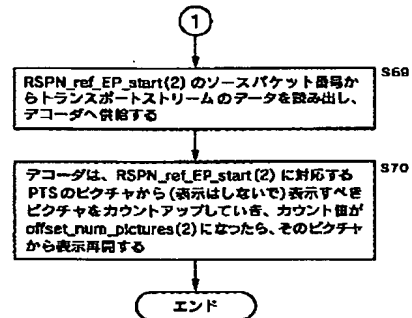 1
S69
RSPN_ref_EP_start(2)のソースパケット番号か
らトランスポートストリームのデータを読み出し、
デコーダへ供給する
S70
デコーダは、RSPN_ref_EP_start(2)に対応する
PTSのピクチャから(表示はしないで)表示すべき
ピクチャをカウントアップしていき、カウント値が
offset_num_pictures(2)になったら、そのピクチャ
から表示再開する
エンド